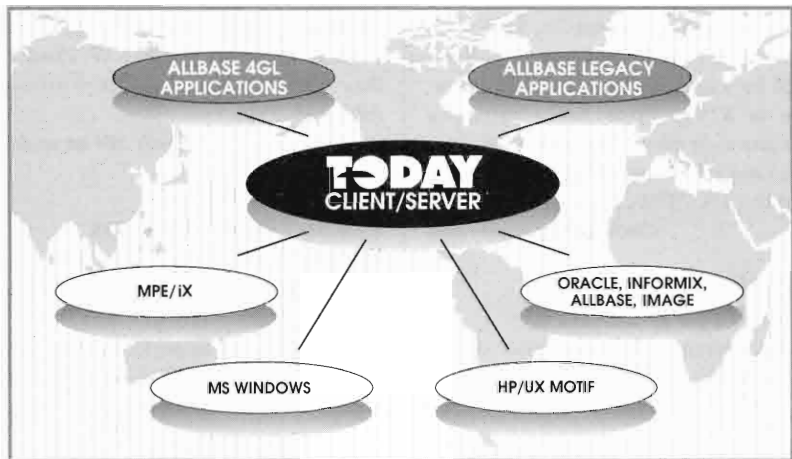 ALLBASE 4GL
APPLICATIONS
ALLBASE LEGACY
APPLICATIONS
TODAY
CLIENT/SERVER
MPE/iX
ORACLE, INFORMIX,
ALLBASE, IMAGE
MS WINDOWS
HP/UX MOTIF